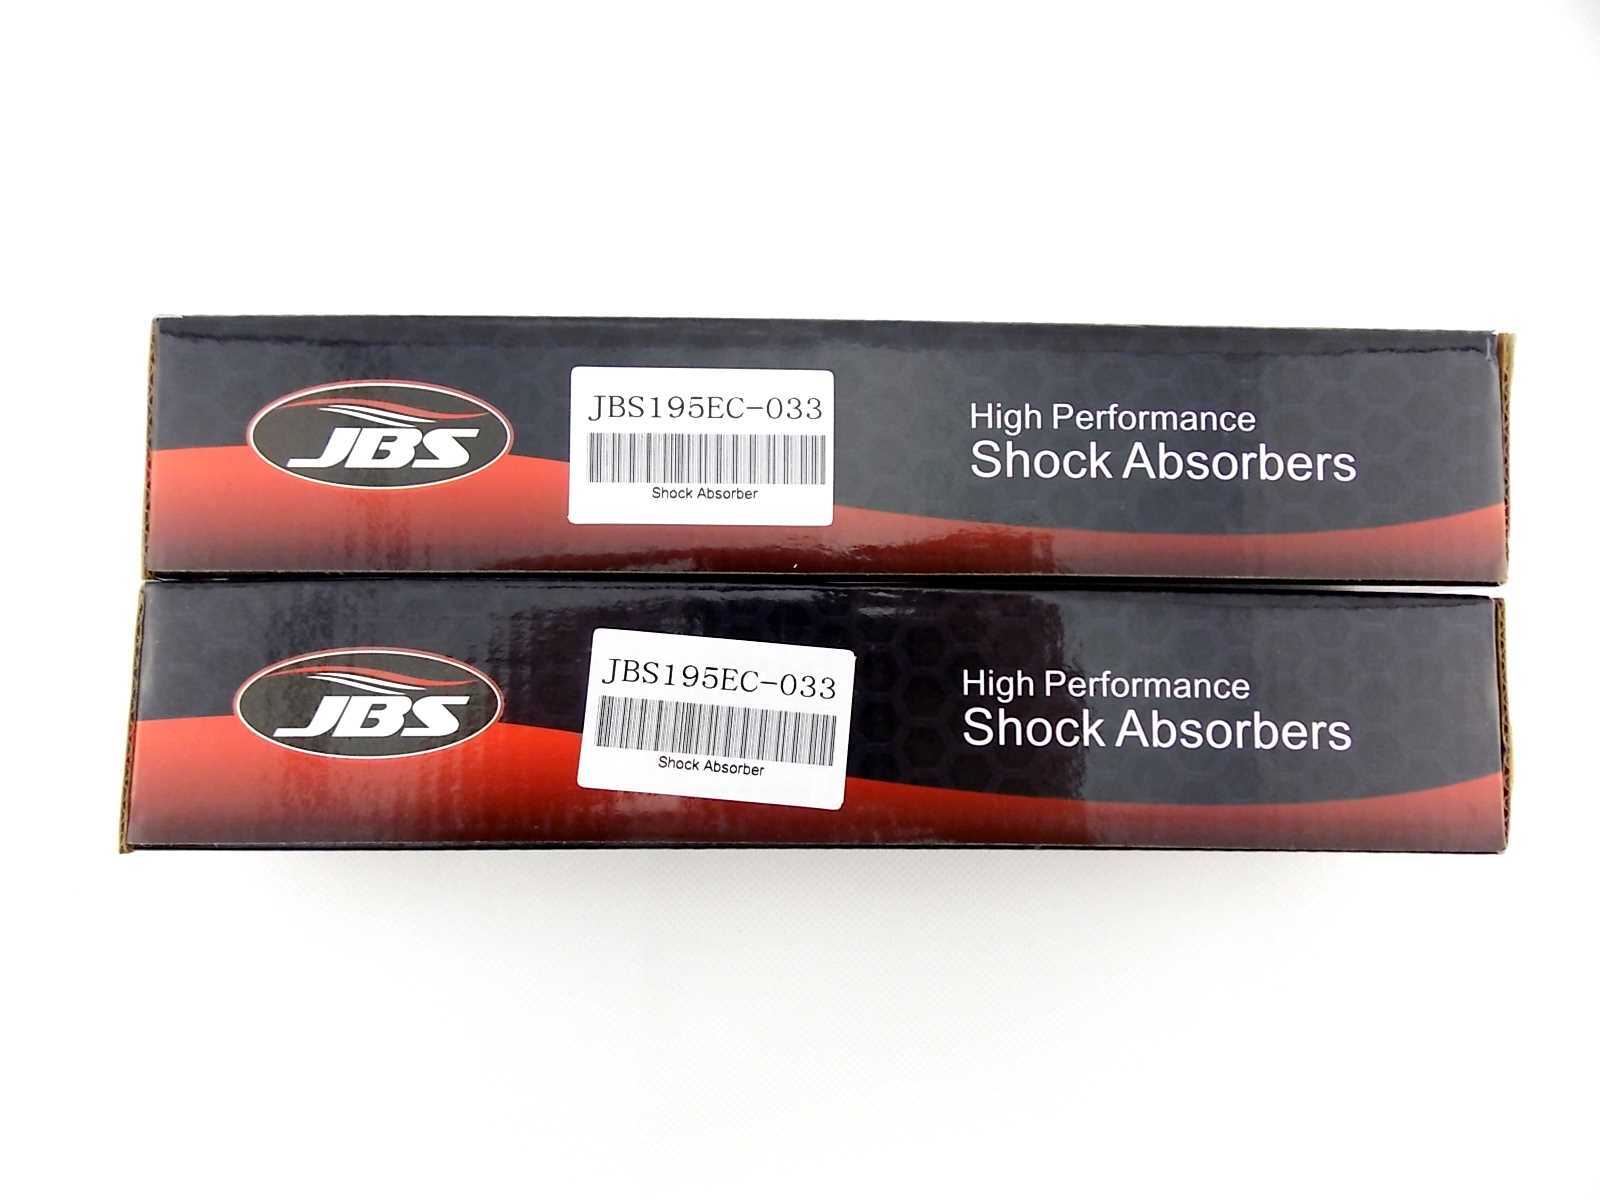 JBS
JBS195EC-033
Shock Absorber
High Performance
Shock Absorbers
JBS
JBS195EC-033
Shock Absorber
High Performance
Shock Absorbers